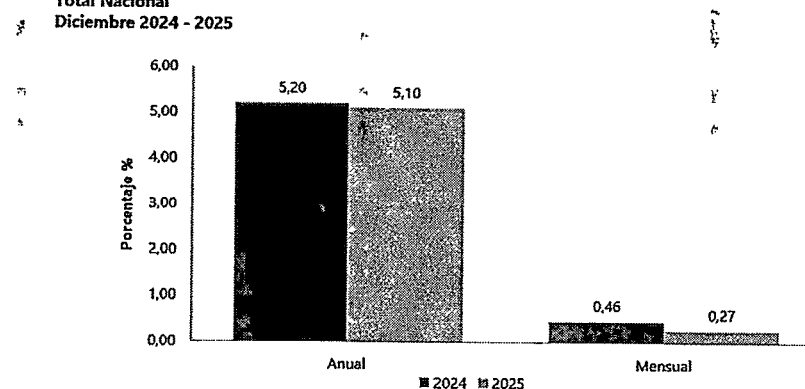 Total Nacional
Diciembre 2024 - 2025
6,00
5,00
4,00
3,00
2,00
1,00
0,00
Porcentaje %
5,20
5,10
0,46
0,27
Anual
Mensual
2024
2025